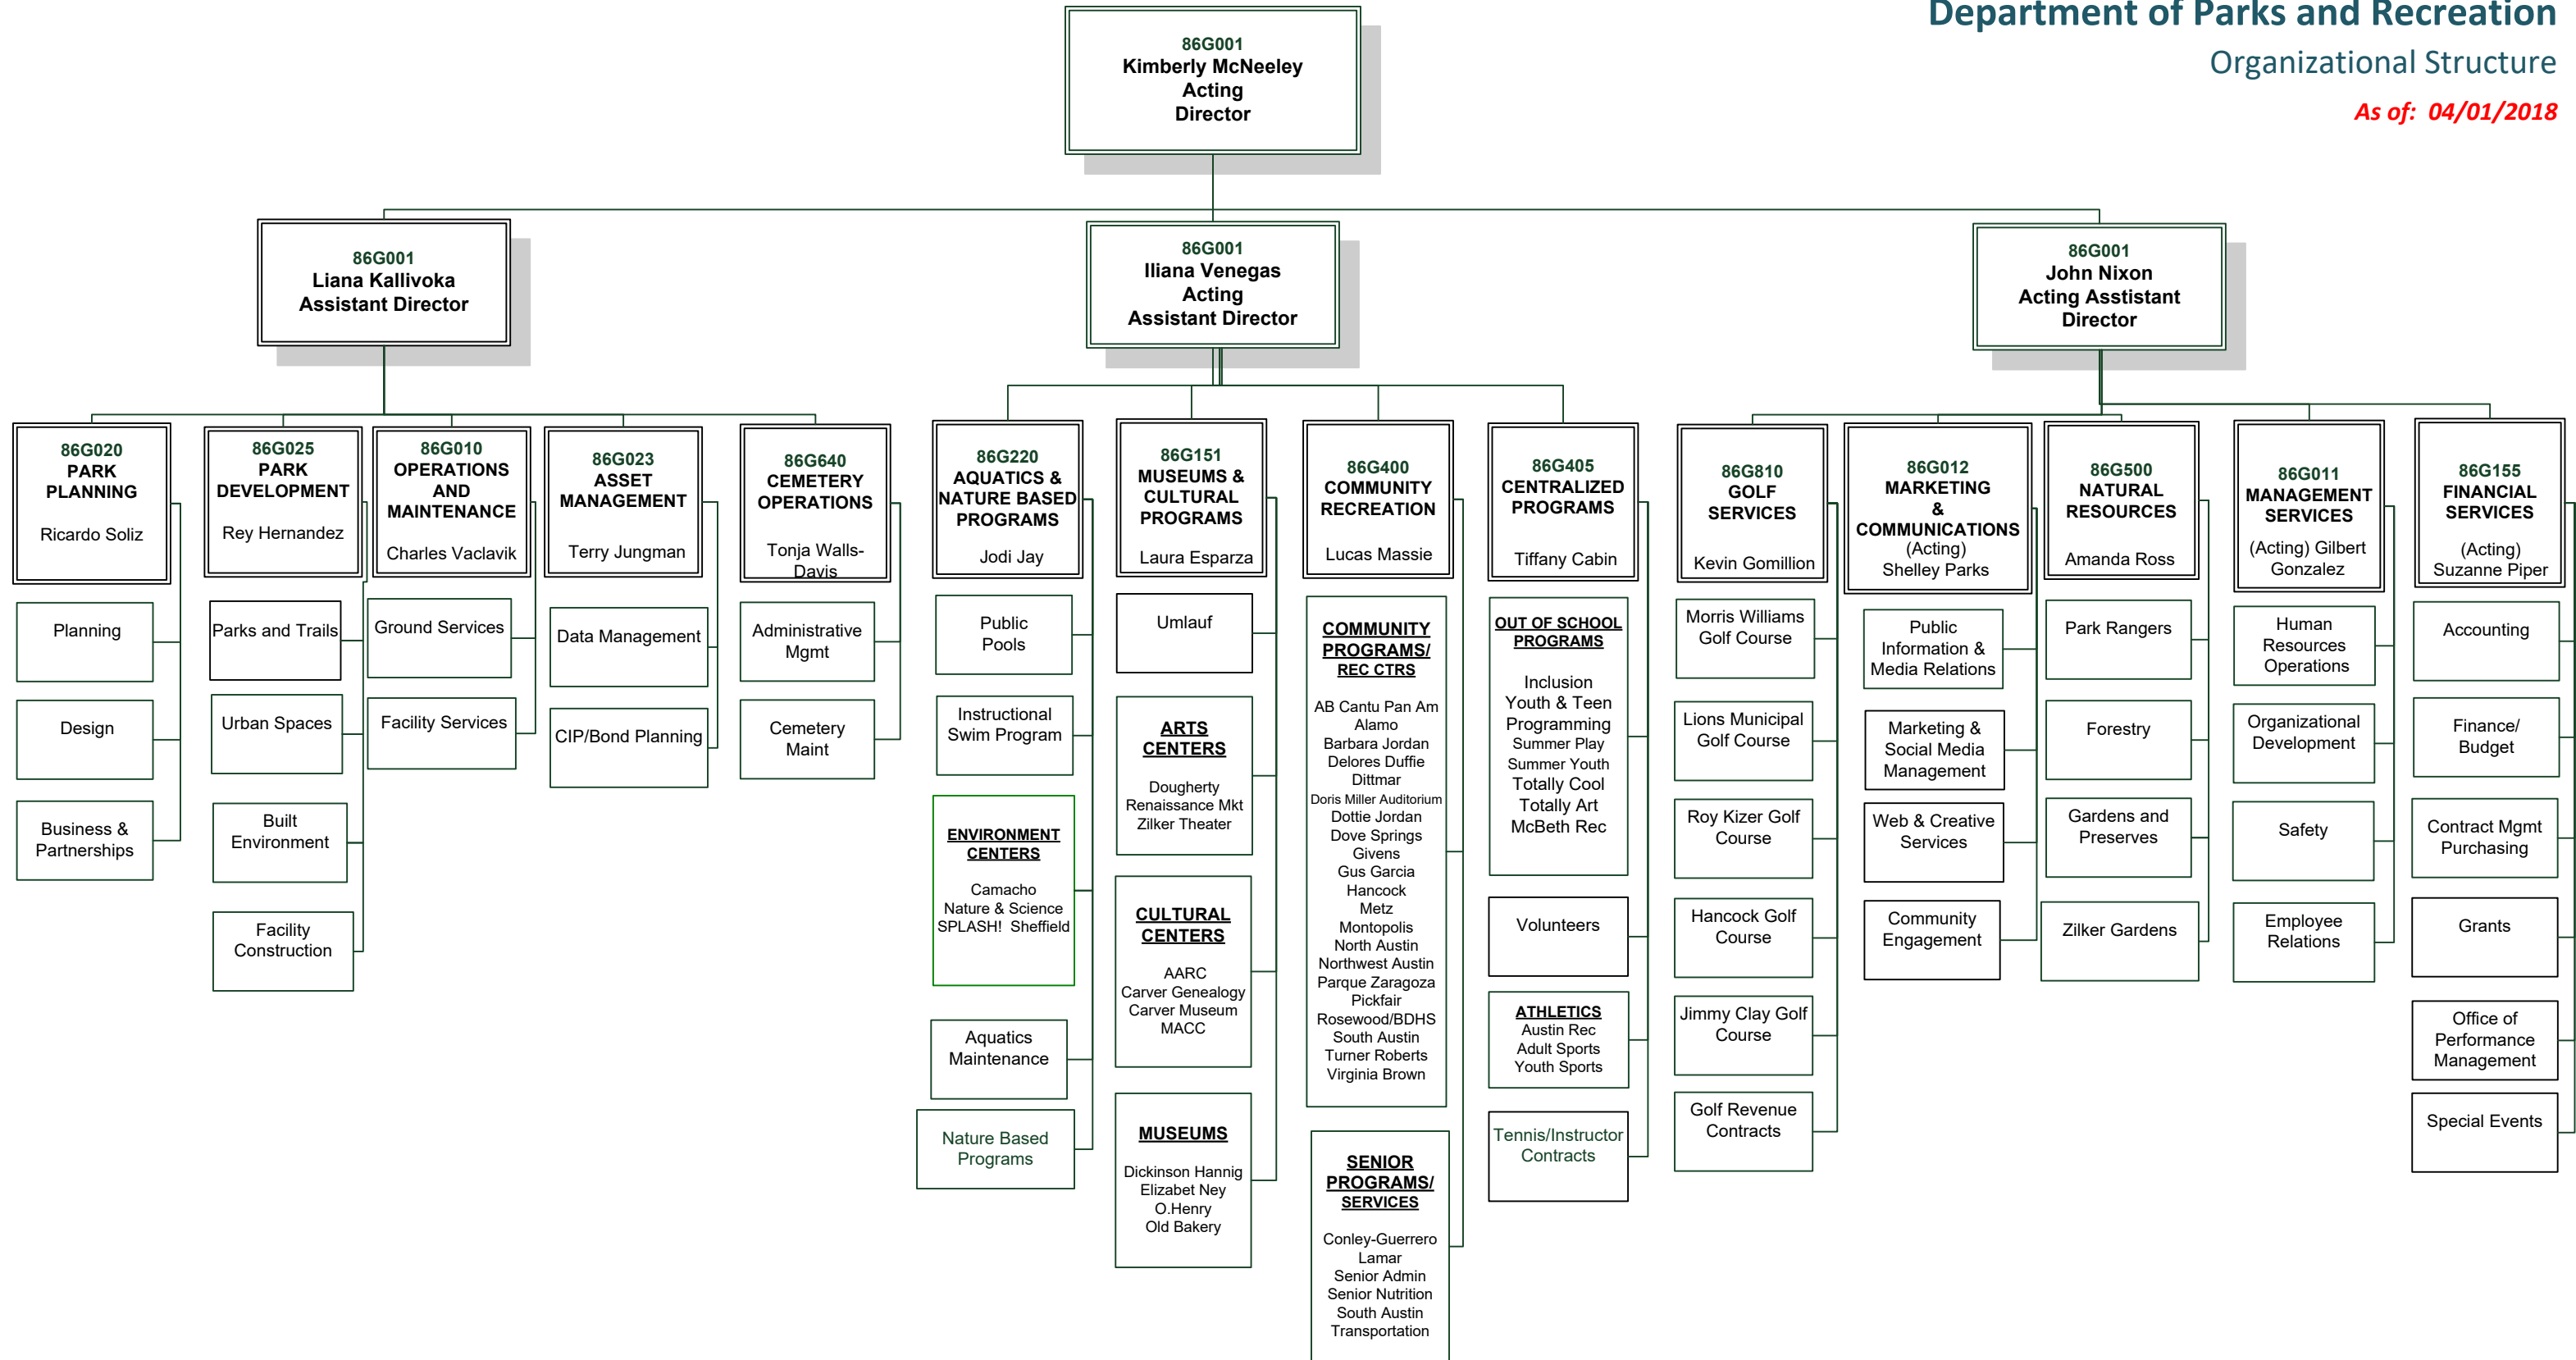 Department of Parks and Recreation
Organizational Structure
As of: 04/01/2018
86G001
Kimberly McNeeley
Acting
Director
86G001
Liana Kallivoka
Assistant Director
86G001
Iliana Venegas
Acting
Assistant Director
86G001
John Nixon
Acting Asstistant
Director
86G020
PARK
PLANNING
Ricardo Soliz
Planning
Design
Business &
Partnerships
86G025
PARK
DEVELOPMENT
Rey Hernandez
Parks and Trails
Urban Spaces
Built
Environment
Facility
Construction
86G010
OPERATIONS
AND
MAINTENANCE
Charles Vaclavik
Ground Services
Facility Services
86G023
ASSET
MANAGEMENT
Terry Jungman
Data Management
CIP/Bond Planning
86G640
CEMETERY
OPERATIONS
Tonja Walls-
Davis
Administrative
Mgmt
Cemetery
Maint
86G220
AQUATICS &
NATURE BASED
PROGRAMS
Jodi Jay
Public
Pools
Instructional
Swim Program
ENVIRONMENT
CENTERS
Camacho
Nature & Science
SPLASH! Sheffield
Aquatics
Maintenance
Nature Based
Programs
86G151
MUSEUMS &
CULTURAL
PROGRAMS
Laura Esparza
Umlauf
ARTS
CENTERS
Dougherty
Renaissance Mkt
Zilker Theater
CULTURAL
CENTERS
AARC
Carver Genealogy
Carver Museum
MACC
MUSEUMS
Dickinson Hannig
Elizabet Ney
O.Henry
Old Bakery
86G400
COMMUNITY
RECREATION
Lucas Massie
COMMUNITY
PROGRAMS/
REC CTRS
AB Cantu Pan Am
Alamo
Barbara Jordan
Delores Duffie
Dittmar
Doris Miller Auditorium
Dottie Jordan
Dove Springs
Givens
Gus Garcia
Hancock
Metz
Montopolis
North Austin
Northwest Austin
Parque Zaragoza
Pickfair
Rosewood/BDHS
South Austin
Turner Roberts
Virginia Brown
SENIOR
PROGRAMS/
SERVICES
Conley-Guerrero
Lamar
Senior Admin
Senior Nutrition
South Austin
Transportation
86G405
CENTRALIZED
PROGRAMS
Tiffany Cabin
OUT OF SCHOOL
PROGRAMS
Inclusion
Youth & Teen
Programming
Summer Play
Summer Youth
Totally Cool
Totally Art
McBeth Rec
Volunteers
ATHLETICS
Austin Rec
Adult Sports
Youth Sports
Tennis/Instructor
Contracts
86G810
GOLF
SERVICES
Kevin Gomillion
Morris Williams
Golf Course
Lions Municipal
Golf Course
Roy Kizer Golf
Course
Hancock Golf
Course
Jimmy Clay Golf
Course
Golf Revenue
Contracts
86G012
MARKETING
&
COMMUNICATIONS
(Acting)
Shelley Parks
Public
Information &
Media Relations
Marketing &
Social Media
Management
Web & Creative
Services
Community
Engagement
86G500
NATURAL
RESOURCES
Amanda Ross
Park Rangers
Forestry
Gardens and
Preserves
Zilker Gardens
86G011
MANAGEMENT
SERVICES
(Acting) Gilbert
Gonzalez
Human
Resources
Operations
Organizational
Development
Safety
Employee
Relations
86G155
FINANCIAL
SERVICES
(Acting)
Suzanne Piper
Accounting
Finance/
Budget
Contract Mgmt
Purchasing
Grants
Office of
Performance
Management
Special Events